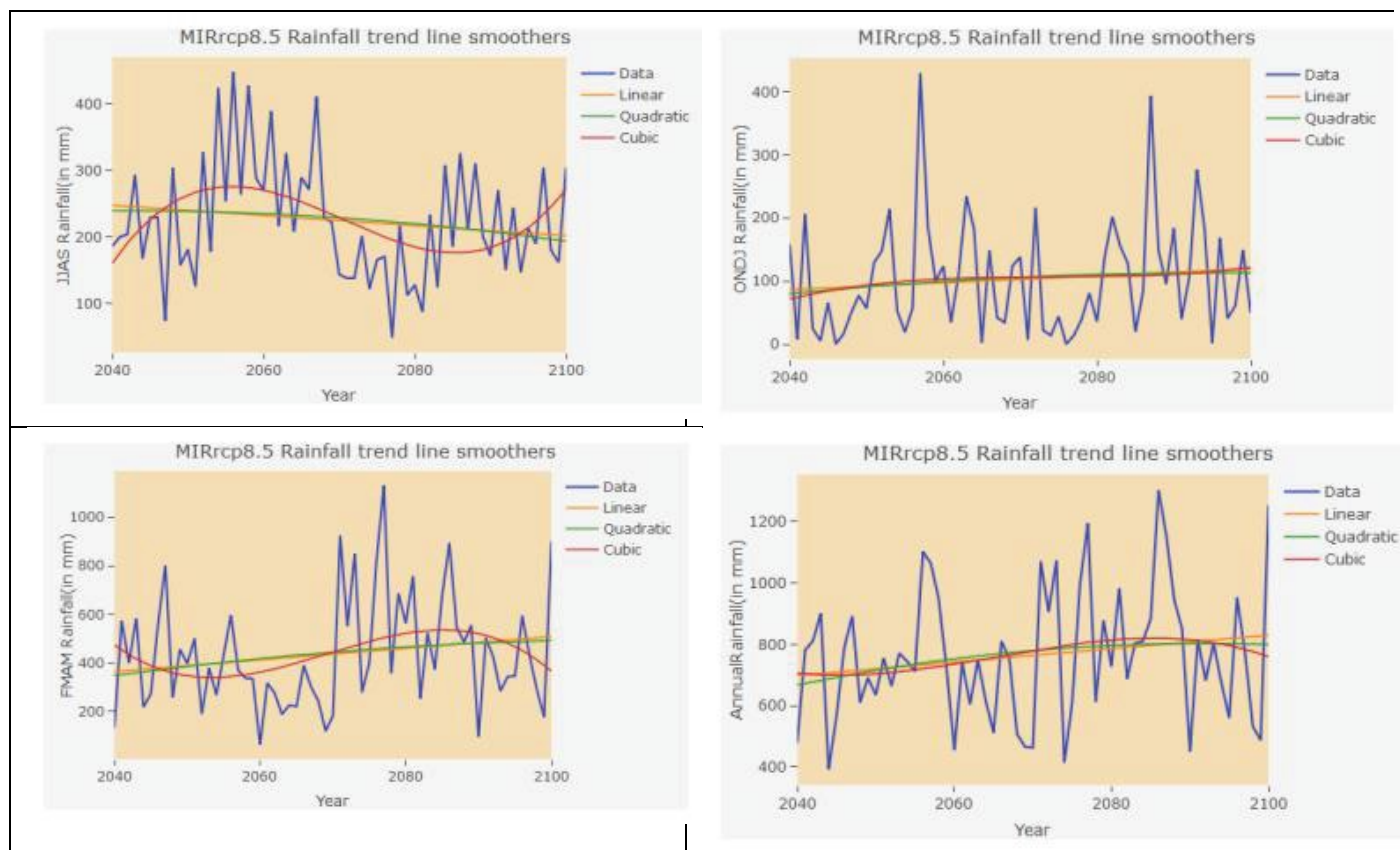 MIRrcp8.5 Rainfall trend line smoothers
JJAS Rainfall(in mm)
400
300
200
100
2040
2060
2080
2100
Year
Data
Linear
Quadratic
Cubic
MIRrcp8.5 Rainfall trend line smoothers
ONDJ Rainfall(in mm)
400
300
200
100
0
2040
2060
2080
2100
Year
Data
Linear
Quadratic
Cubic
MIRrcp8.5 Rainfall trend line smoothers
FMAM Rainfall(in mm)
1000
800
600
400
200
2040
2060
2080
2100
Year
Data
Linear
Quadratic
Cubic
MIRrcp8.5 Rainfall trend line smoothers
AnnualRainfall(in mm)
1200
1000
800
600
400
2040
2060
2080
2100
Year
Data
Linear
Quadratic
Cubic